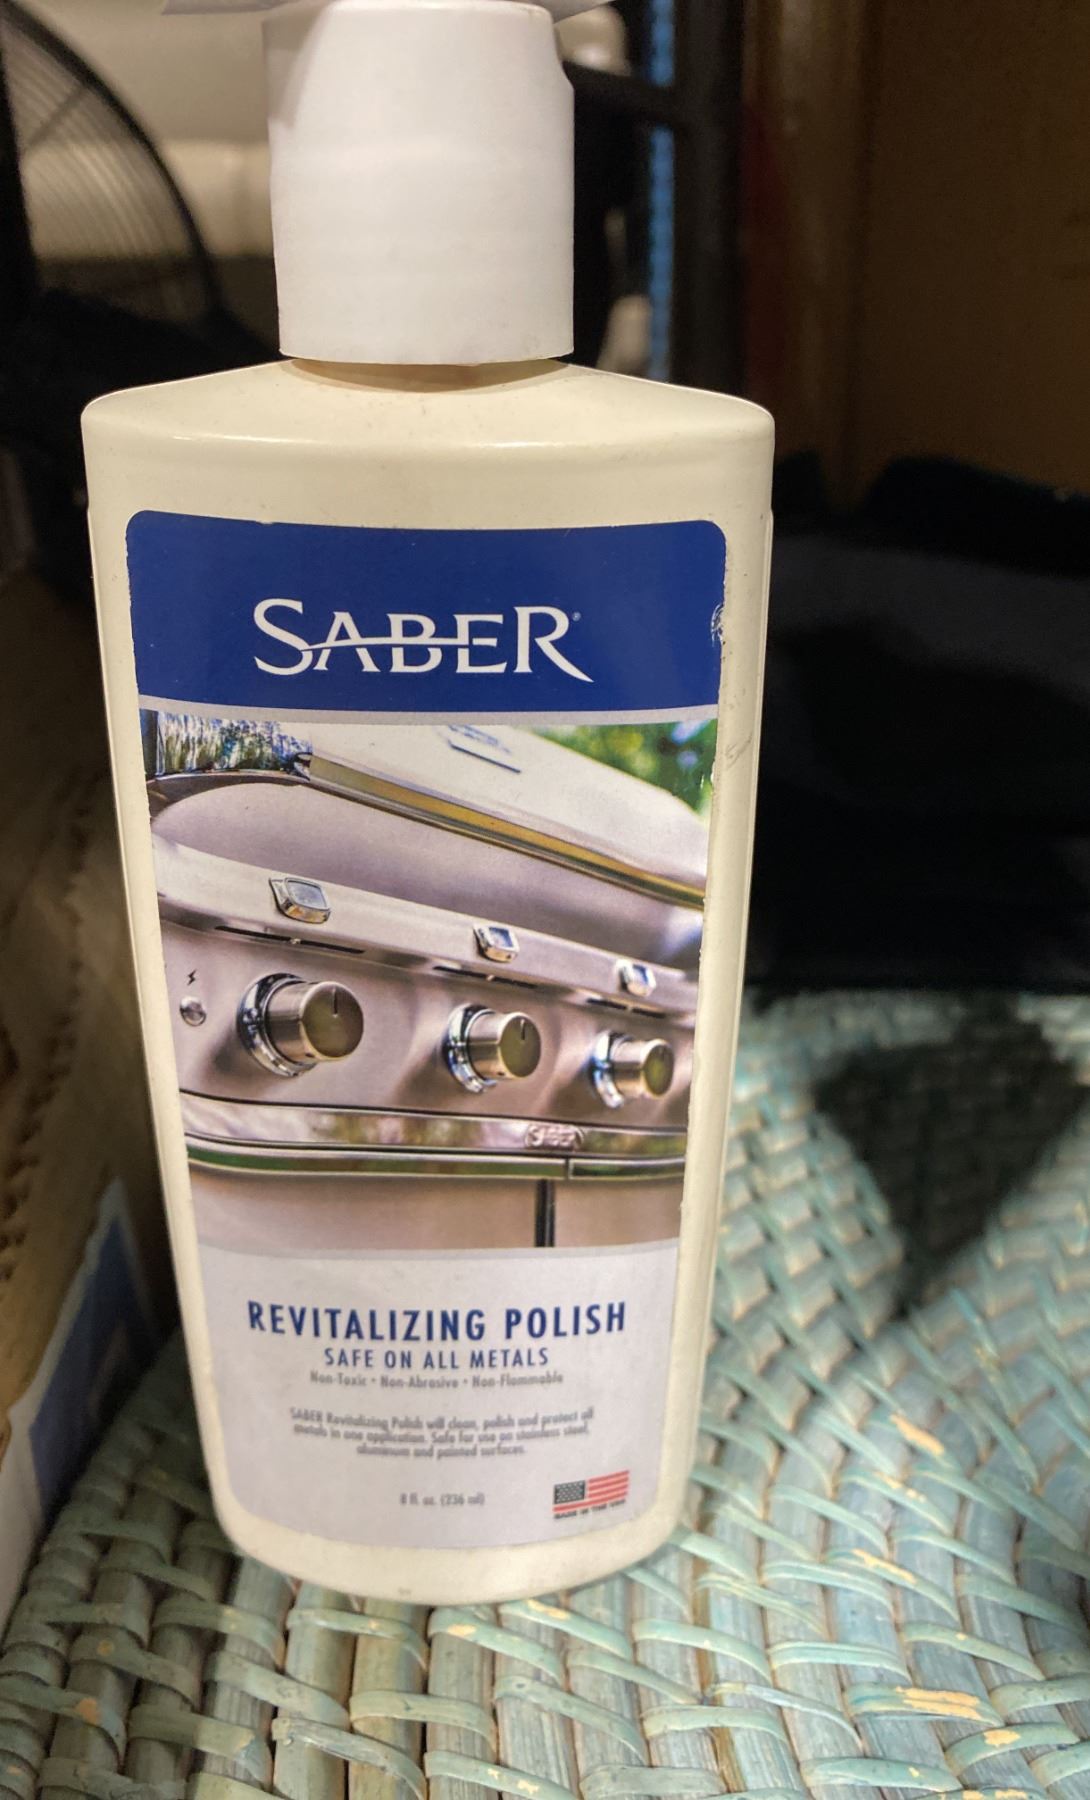 SABER®
SABER
REVITALIZING POLISH
SAFE ON ALL METALS
Non-Toxic • Non-Abrasive • Non-Flammable
SABER Revitalizing Polish will clean, polish and protect all
metals in one application. Safe for use on stainless steel,
aluminum and painted surfaces.
8 fl. oz. (236 ml)
MADE IN THE USA